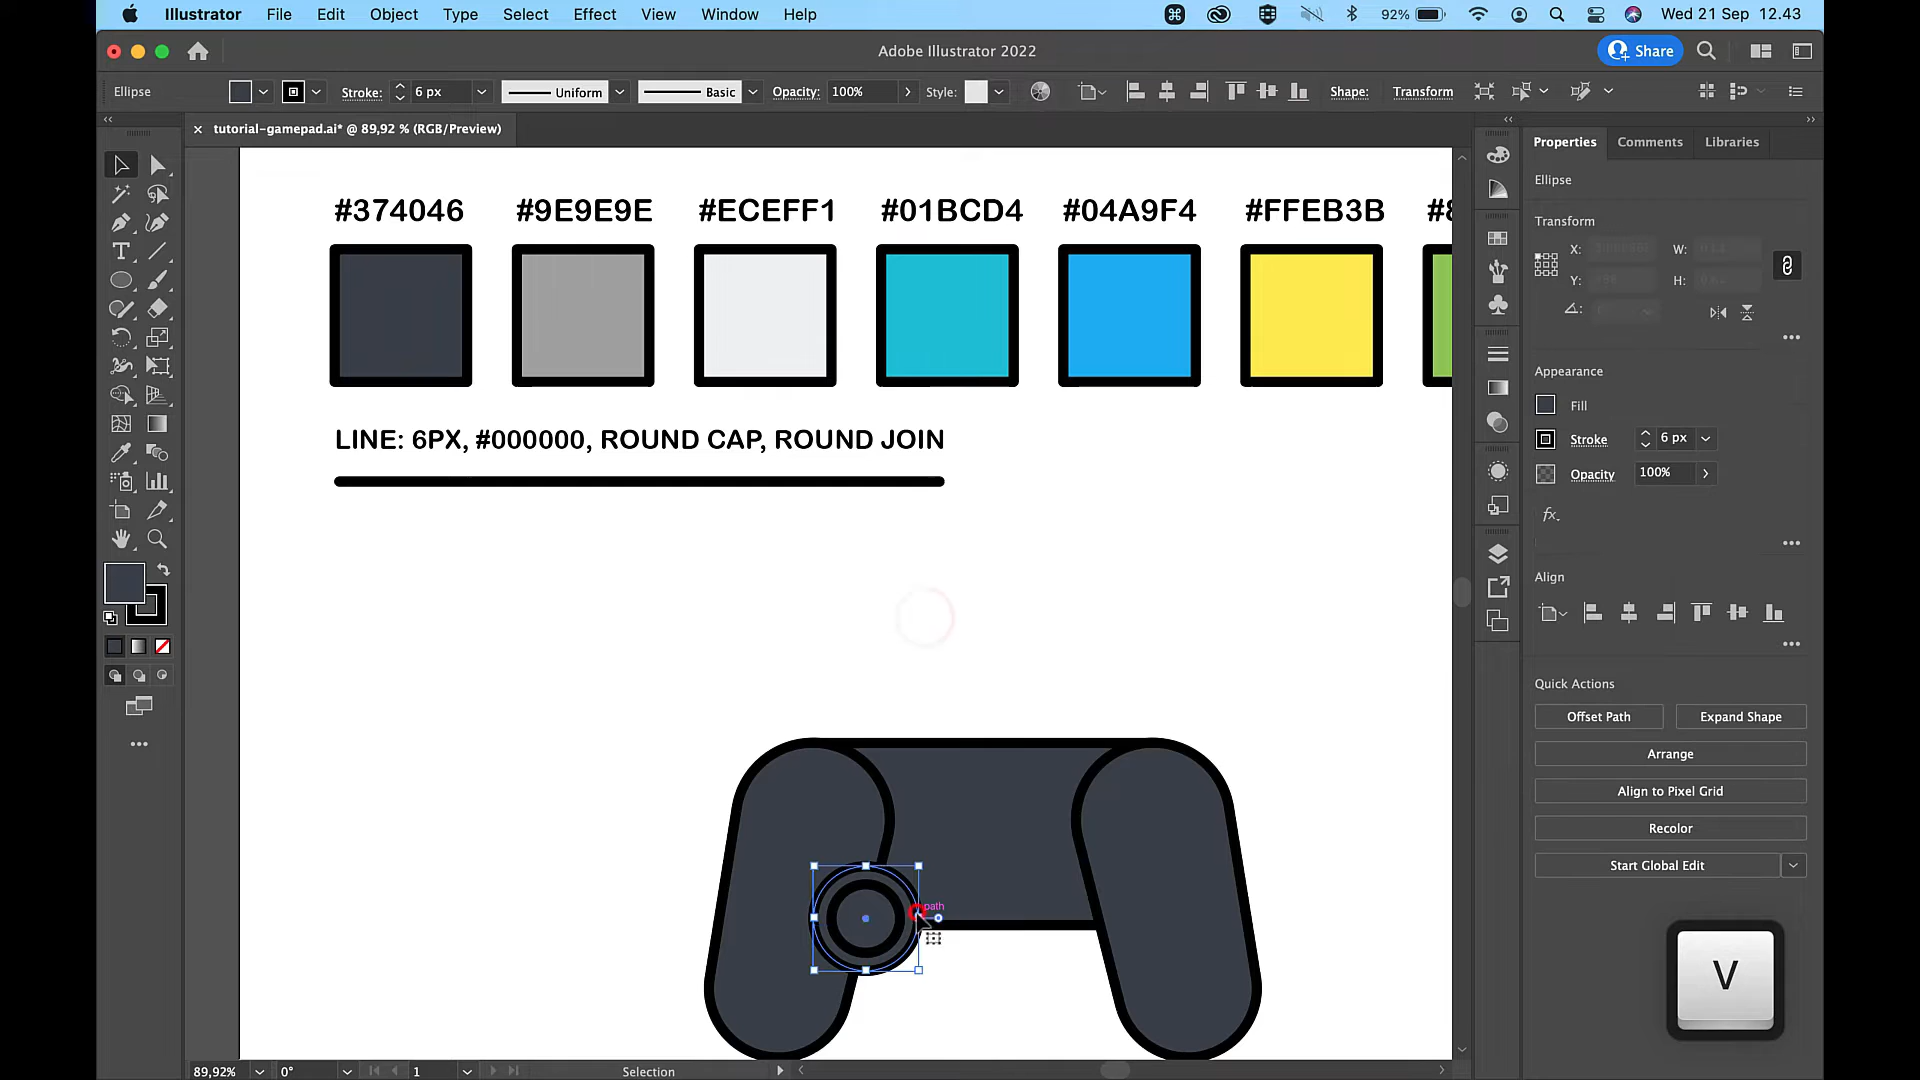 Illustrator File Edit Object Type Select Effect View Window Help 92% Wed 21 Sep 12.43
Adobe Illustrator 2022 Share
Ellipse Stroke: 6 px Uniform Basic Opacity: 100% Style: Shape: Transform
tutorial-gamepad.ai* @ 89,92 % (RGB/Preview)
Properties Comments Libraries
Ellipse
Transform
X: W:
Y: H:
Appearance
Fill
Stroke 6 px
Opacity 100%
fx
Align
Quick Actions
Offset Path Expand Shape
Arrange
Align to Pixel Grid
Recolor
Start Global Edit
#374046 #9E9E9E #ECEFF1 #01BCD4 #04A9F4 #FFEB3B
LINE: 6PX, #000000, ROUND CAP, ROUND JOIN
path
V
89,92% 0° 1 Selection